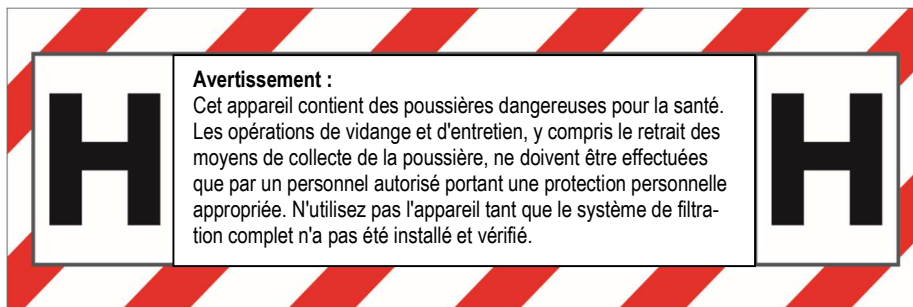 H
Avertissement :
Cet appareil contient des poussières dangereuses pour la santé.
Les opérations de vidange et d'entretien, y compris le retrait des
moyens de collecte de la poussière, ne doivent être effectuées
que par un personnel autorisé portant une protection personnelle
appropriée. N'utilisez pas l'appareil tant que le système de filtra-
tion complet n'a pas été installé et vérifié.
H